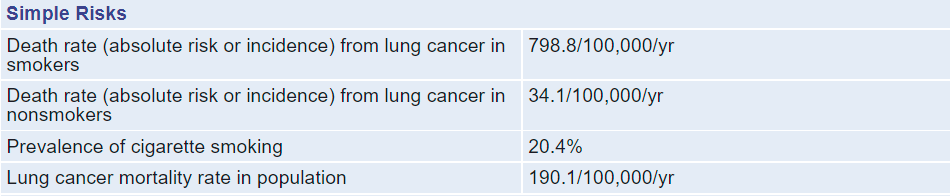 Simple Risks
Death rate (absolute risk or incidence) from lung cancer in 798.8/100,000/yr
smokers
Death rate (absolute risk or incidence) from lung cancer in 34.1/100,000/yr
nonsmokers
Prevalence of cigarette smoking 20.4%
Lung cancer mortality rate in population 190.1/100,000/yr